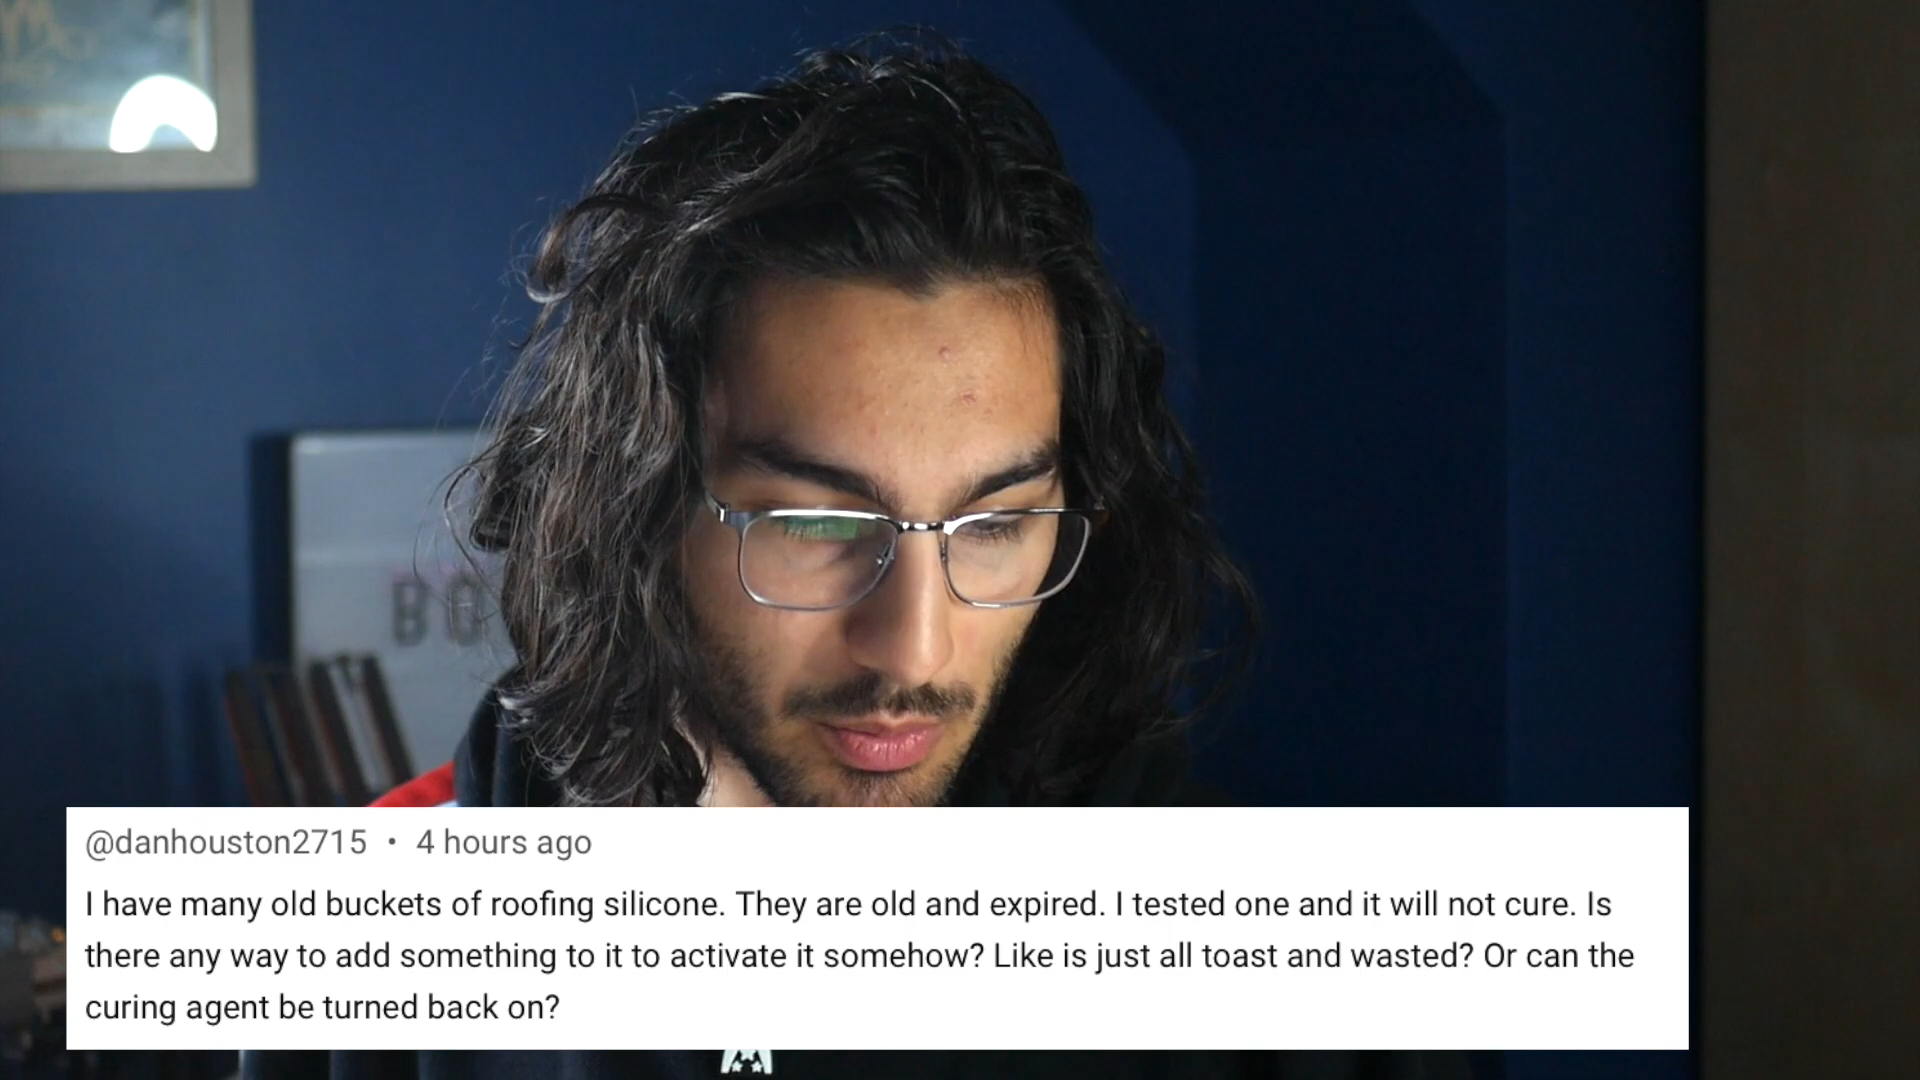 BO
@danhouston2715 • 4 hours ago
I have many old buckets of roofing silicone. They are old and expired. I tested one and it will not cure. Is
there any way to add something to it to activate it somehow? Like is just all toast and wasted? Or can the
curing agent be turned back on?